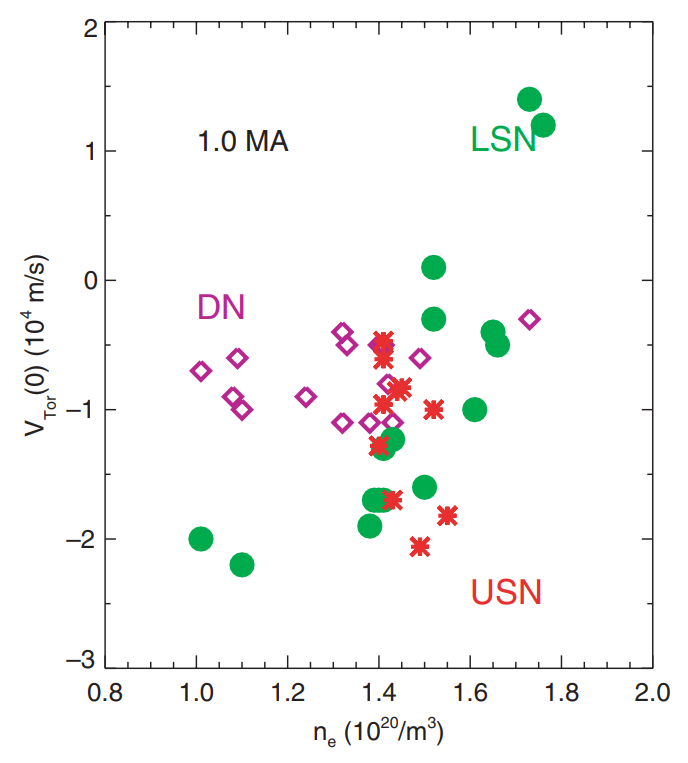 2
1
0
−1
−2
−3
V_Tor(0) (10^4 m/s)
1.0 MA
LSN
DN
USN
0.8 1.0 1.2 1.4 1.6 1.8 2.0
n_e (10^20/m^3)